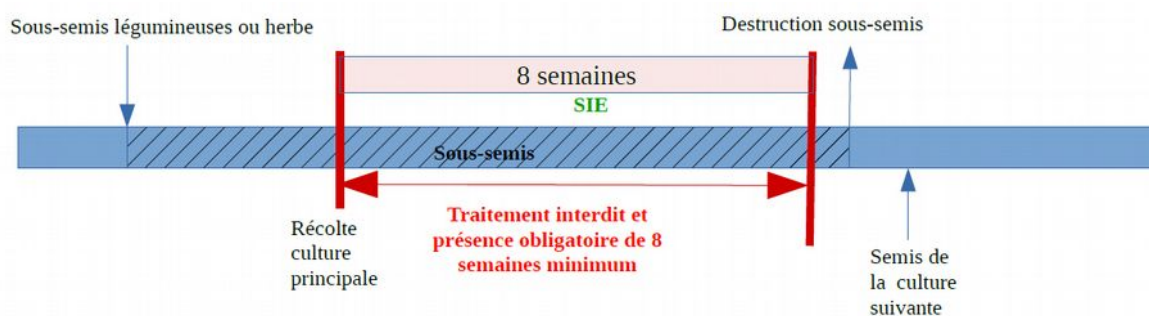 Sous-semis légumineuses ou herbe
Destruction sous-semis
8 semaines
SIE
Sous-semis
Traitement interdit et
présence obligatoire de 8
semaines minimum
Récolte
culture
principale
Semis de
la culture
suivante